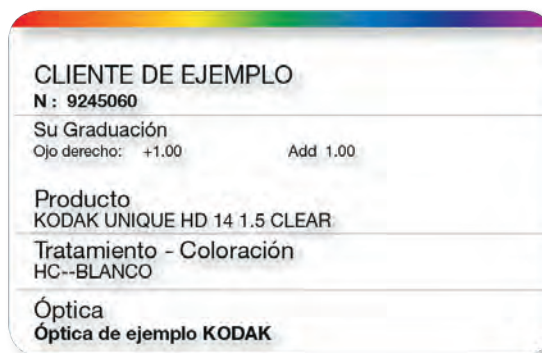 CLIENTE DE EJEMPLO
N : 9245060
Su Graduación
Ojo derecho: +1.00 Add 1.00
Producto
KODAK UNIQUE HD 14 1.5 CLEAR
Tratamiento - Coloración
HC--BLANCO
Óptica
Óptica de ejemplo KODAK